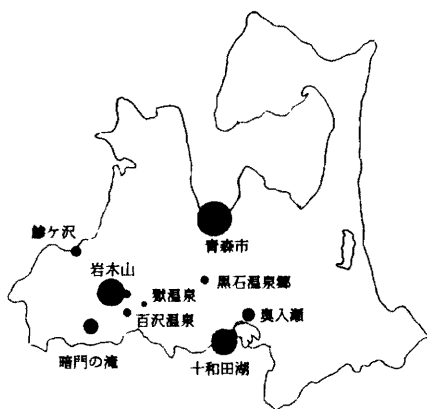 青森市
鰺ケ沢
岩木山
黒石温泉郷
嶽温泉
百沢温泉
奥入瀬
暗門の滝
十和田湖